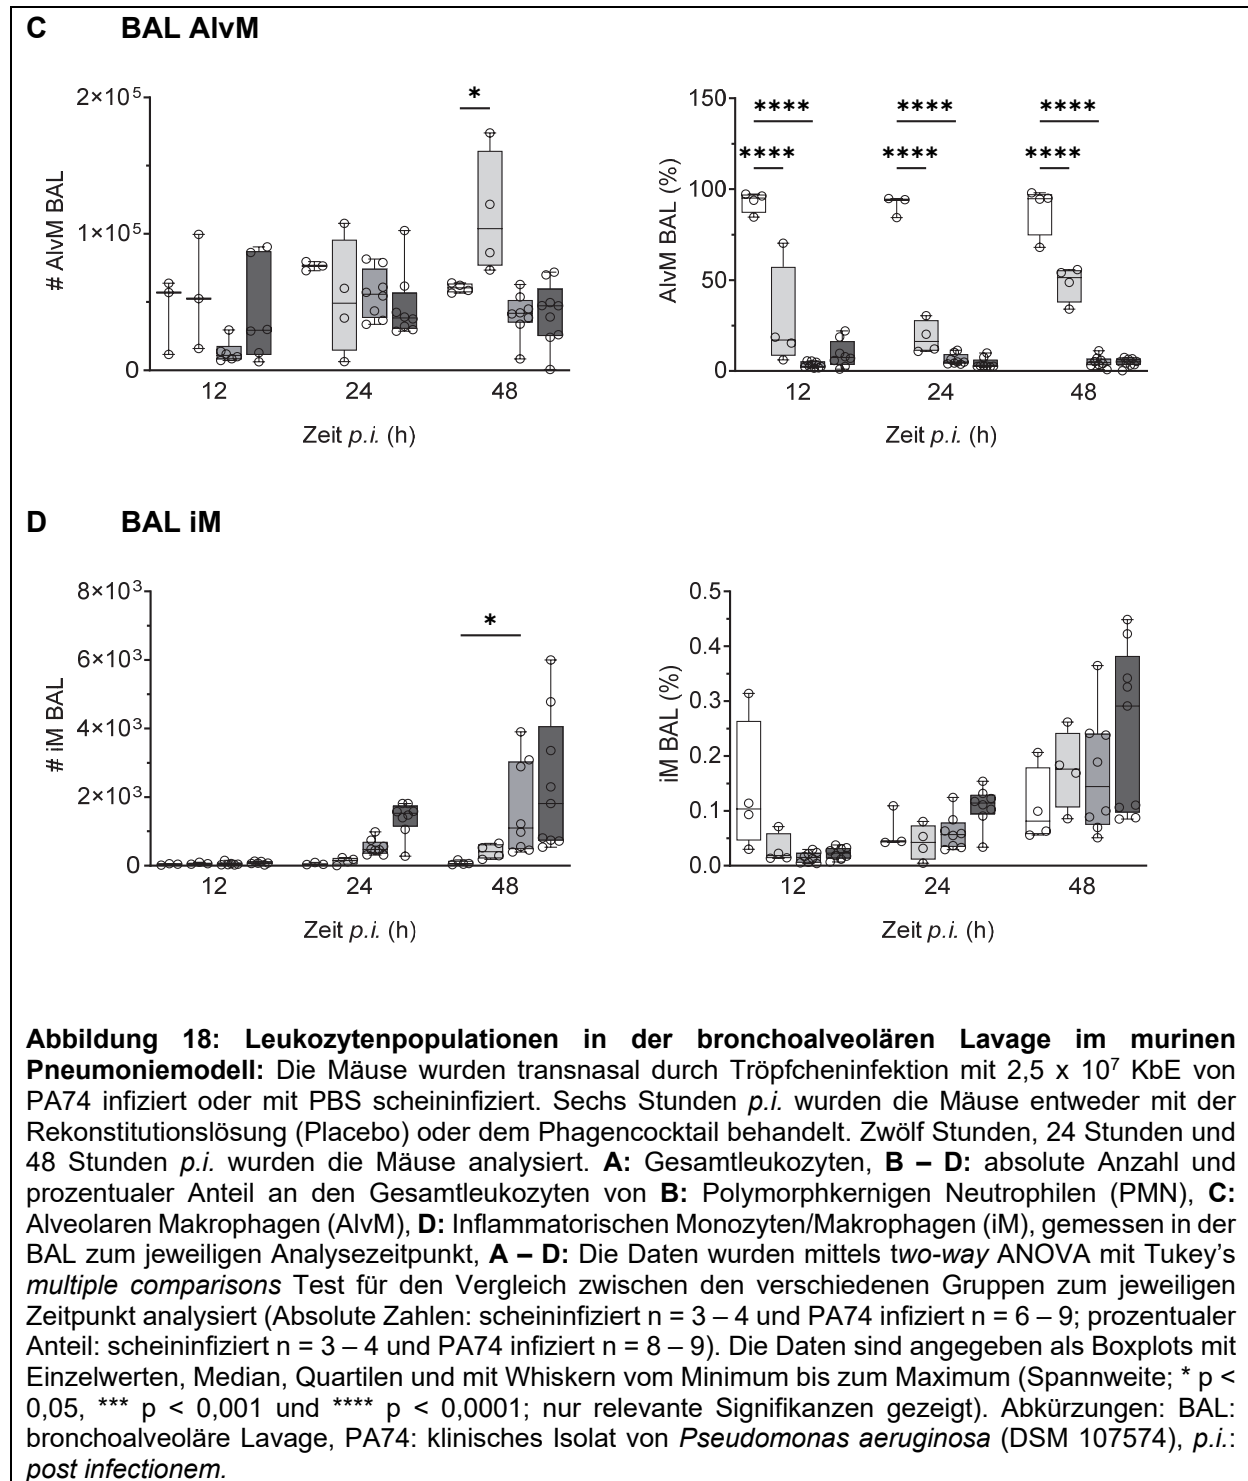 C BAL AlvM
2×10⁵
1×10⁵
0
# AlvM BAL
*
12 24 48
Zeit p.i. (h)
150
100
50
0
AlvM BAL (%)
**** **** ****
**** **** ****
12 24 48
Zeit p.i. (h)
D BAL iM
8×10³
6×10³
4×10³
2×10³
0
# iM BAL
*
12 24 48
Zeit p.i. (h)
0.5
0.4
0.3
0.2
0.1
0.0
iM BAL (%)
12 24 48
Zeit p.i. (h)
Abbildung 18: Leukozytenpopulationen in der bronchoalveolären Lavage im murinen
Pneumoniemodell: Die Mäuse wurden transnasal durch Tröpfcheninfektion mit 2,5 x 10⁷ KbE von
PA74 infiziert oder mit PBS scheininfiziert. Sechs Stunden p.i. wurden die Mäuse entweder mit der
Rekonstitutionslösung (Placebo) oder dem Phagencocktail behandelt. Zwölf Stunden, 24 Stunden und
48 Stunden p.i. wurden die Mäuse analysiert. A: Gesamtleukozyten, B – D: absolute Anzahl und
prozentualer Anteil an den Gesamtleukozyten von B: Polymorphkernigen Neutrophilen (PMN), C:
Alveolaren Makrophagen (AlvM), D: Inflammatorischen Monozyten/Makrophagen (iM), gemessen in der
BAL zum jeweiligen Analysezeitpunkt, A – D: Die Daten wurden mittels two-way ANOVA mit Tukey’s
multiple comparisons Test für den Vergleich zwischen den verschiedenen Gruppen zum jeweiligen
Zeitpunkt analysiert (Absolute Zahlen: scheininfiziert n = 3 – 4 und PA74 infiziert n = 6 – 9; prozentualer
Anteil: scheininfiziert n = 3 – 4 und PA74 infiziert n = 8 – 9). Die Daten sind angegeben als Boxplots mit
Einzelwerten, Median, Quartilen und mit Whiskern vom Minimum bis zum Maximum (Spannweite; * p <
0,05, *** p < 0,001 und **** p < 0,0001; nur relevante Signifikanzen gezeigt). Abkürzungen: BAL:
bronchoalveoläre Lavage, PA74: klinisches Isolat von Pseudomonas aeruginosa (DSM 107574), p.i.:
post infectionem.